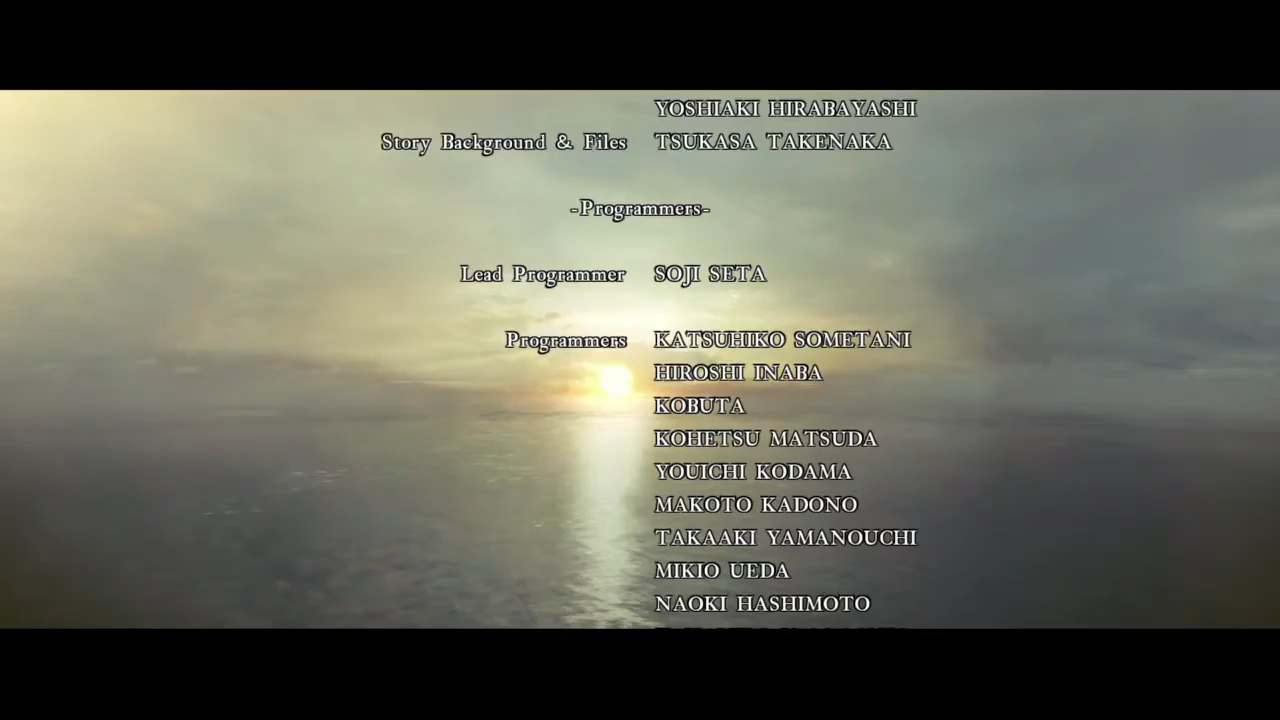 YOSHIAKI HIRABAYASHI
Story Background & Files TSUKASA TAKENAKA
-Programmers-
Lead Programmer SOJI SETA
Programmers KATSUHIKO SOMETANI
HIROSHI INABA
KOBUTA
KOHETSU MATSUDA
YOUICHI KODAMA
MAKOTO KADONO
TAKAAKI YAMANOUCHI
MIKIO UEDA
NAOKI HASHIMOTO